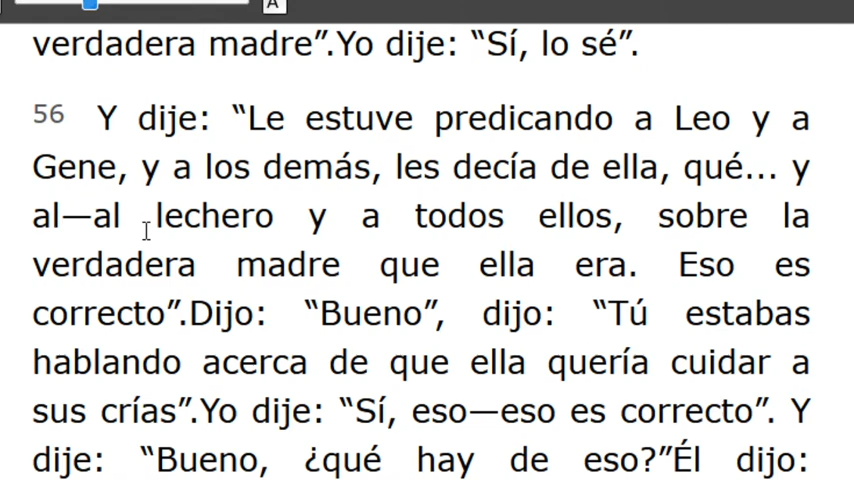 A
verdadera madre”.Yo dije: “Sí, lo sé”.
56 Y dije: “Le estuve predicando a Leo y a
Gene, y a los demás, les decía de ella, qué... y
al—al lechero y a todos ellos, sobre la
verdadera madre que ella era. Eso es
correcto”.Dijo: “Bueno”, dijo: “Tú estabas
hablando acerca de que ella quería cuidar a
sus crías”.Yo dije: “Sí, eso—eso es correcto”. Y
dije: “Bueno, ¿qué hay de eso?”Él dijo: